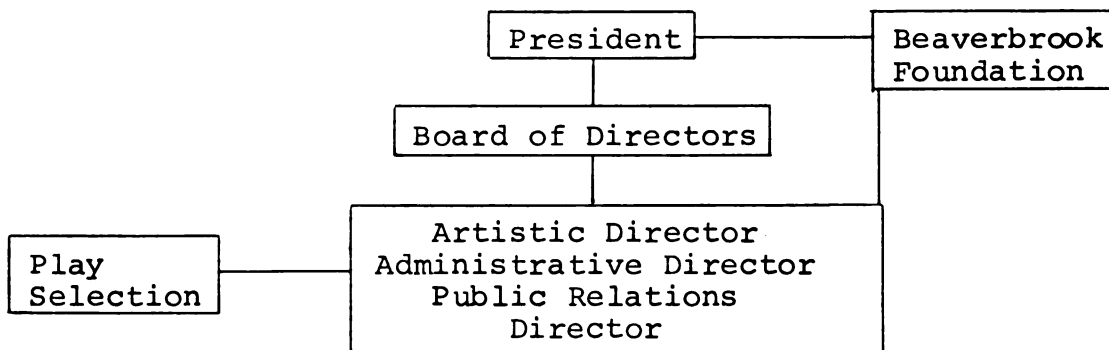 President
Beaverbrook
Foundation
Board of Directors
Artistic Director
Administrative Director
Public Relations
Director
Play
Selection